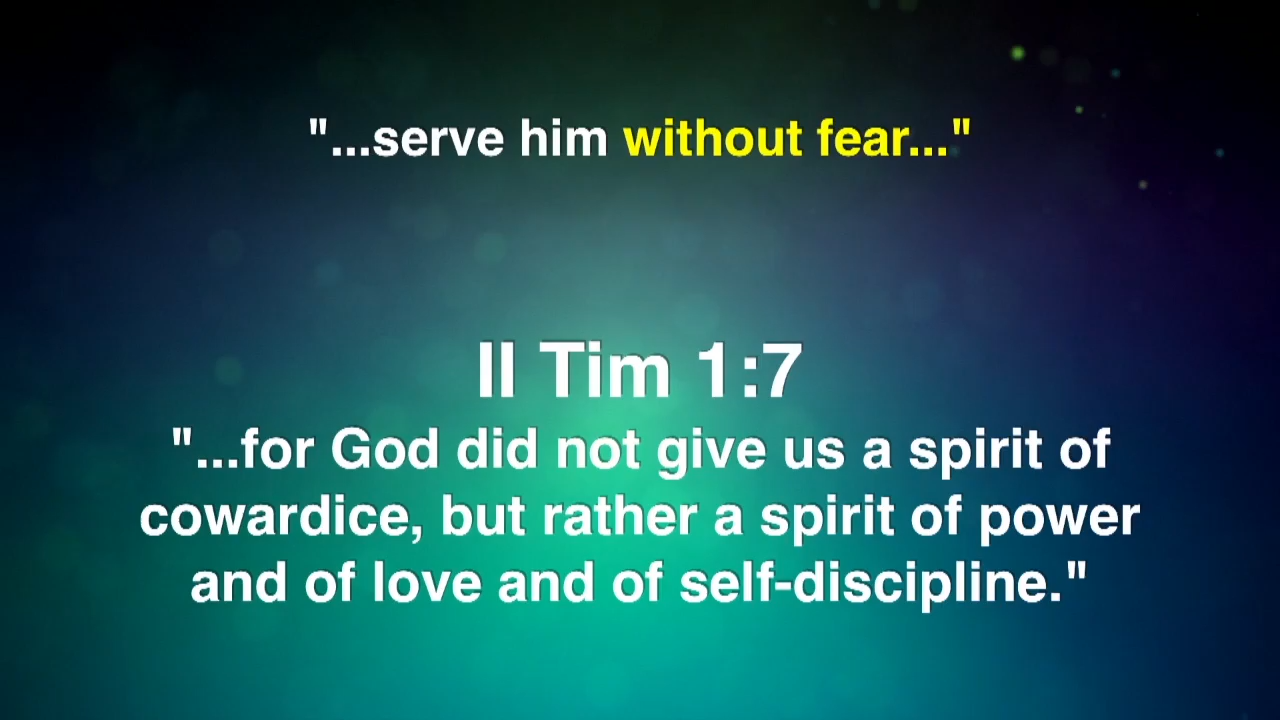 "...serve him without fear..."
II Tim 1:7
"...for God did not give us a spirit of
cowardice, but rather a spirit of power
and of love and of self-discipline."